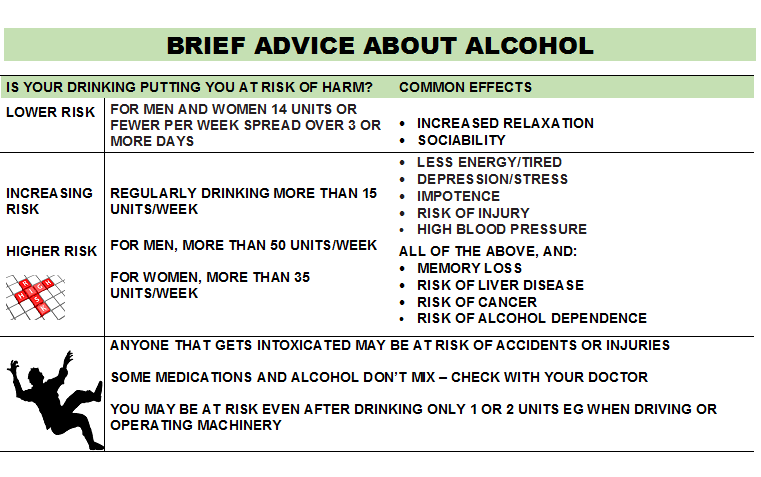 BRIEF ADVICE ABOUT ALCOHOL
IS YOUR DRINKING PUTTING YOU AT RISK OF HARM?
COMMON EFFECTS
LOWER RISK
FOR MEN AND WOMEN 14 UNITS OR
FEWER PER WEEK SPREAD OVER 3 OR
MORE DAYS
• INCREASED RELAXATION
• SOCIABILITY
INCREASING
RISK
REGULARLY DRINKING MORE THAN 15
UNITS/WEEK
• LESS ENERGY/TIRED
• DEPRESSION/STRESS
• IMPOTENCE
• RISK OF INJURY
• HIGH BLOOD PRESSURE
HIGHER RISK
HIGH
RISK
FOR MEN, MORE THAN 50 UNITS/WEEK
FOR WOMEN, MORE THAN 35
UNITS/WEEK
ALL OF THE ABOVE, AND:
• MEMORY LOSS
• RISK OF LIVER DISEASE
• RISK OF CANCER
• RISK OF ALCOHOL DEPENDENCE
ANYONE THAT GETS INTOXICATED MAY BE AT RISK OF ACCIDENTS OR INJURIES
SOME MEDICATIONS AND ALCOHOL DON’T MIX – CHECK WITH YOUR DOCTOR
YOU MAY BE AT RISK EVEN AFTER DRINKING ONLY 1 OR 2 UNITS EG WHEN DRIVING OR
OPERATING MACHINERY